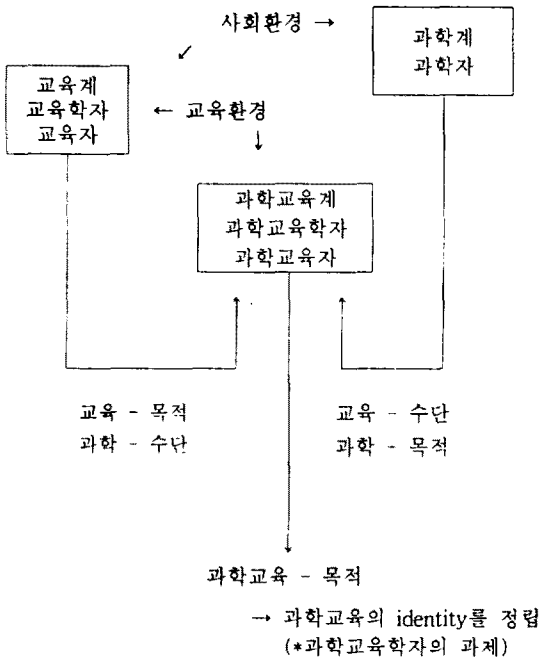 사회환경 →
과학계
과학자
교육계
교육학자
교육자
← 교육환경
과학교육계
과학교육학자
과학교육자
교육 - 목적
과학 - 수단
교육 - 수단
과학 - 목적
과학교육 - 목적
→ 과학교육의 identity를 정립
(*과학교육학자의 과제)